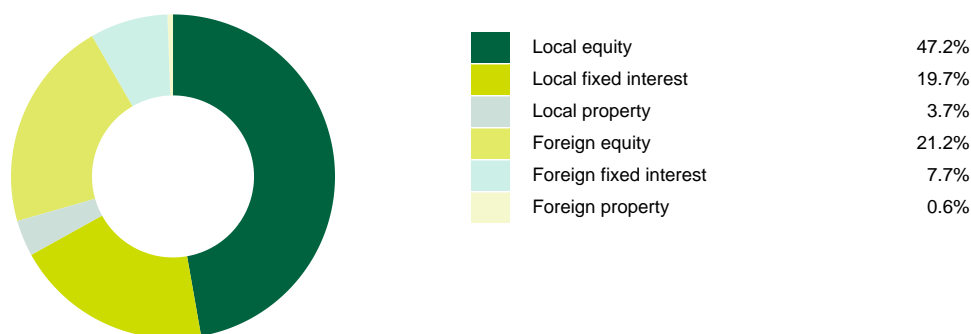 Local equity 47.2%
Local fixed interest 19.7%
Local property 3.7%
Foreign equity 21.2%
Foreign fixed interest 7.7%
Foreign property 0.6%